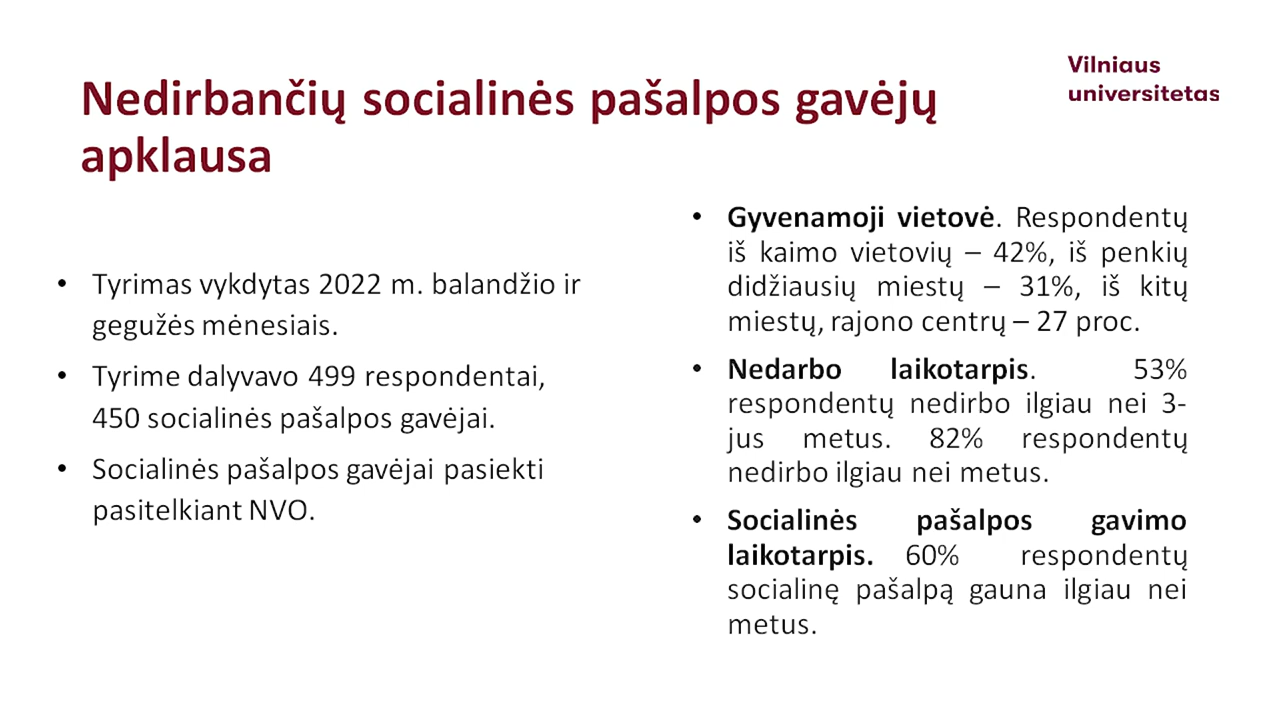 Vilniaus
universitetas
Nedirbančių socialinės pašalpos gavėjų
apklausa
• Tyrimas vykdytas 2022 m. balandžio ir
gegužės mėnesiais.
• Tyrime dalyvavo 499 respondentai,
450 socialinės pašalpos gavėjai.
• Socialinės pašalpos gavėjai pasiekti
pasitelkiant NVO.
• Gyvenamoji vietovė. Respondentų
iš kaimo vietovių – 42%, iš penkių
didžiausių miestų – 31%, iš kitų
miestų, rajono centrų – 27 proc.
• Nedarbo laikotarpis. 53%
respondentų nedirbo ilgiau nei 3-
jus metus. 82% respondentų
nedirbo ilgiau nei metus.
• Socialinės pašalpos gavimo
laikotarpis. 60% respondentų
socialinę pašalpą gauna ilgiau nei
metus.